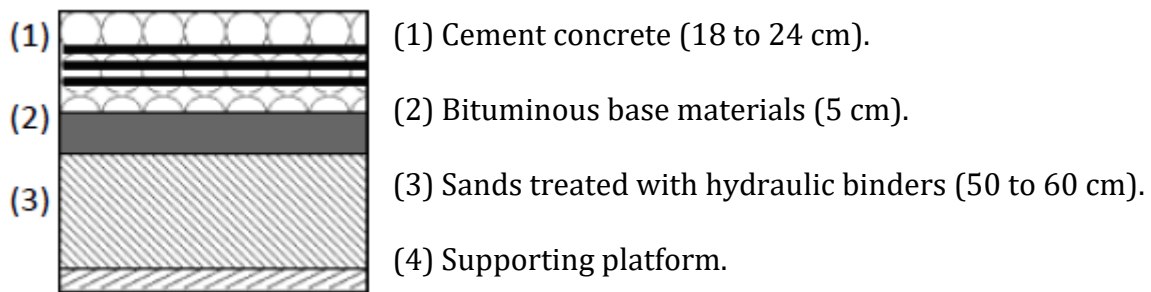 (1) (1) Cement concrete (18 to 24 cm).
(2) (2) Bituminous base materials (5 cm).
(3) (3) Sands treated with hydraulic binders (50 to 60 cm).
(4) Supporting platform.